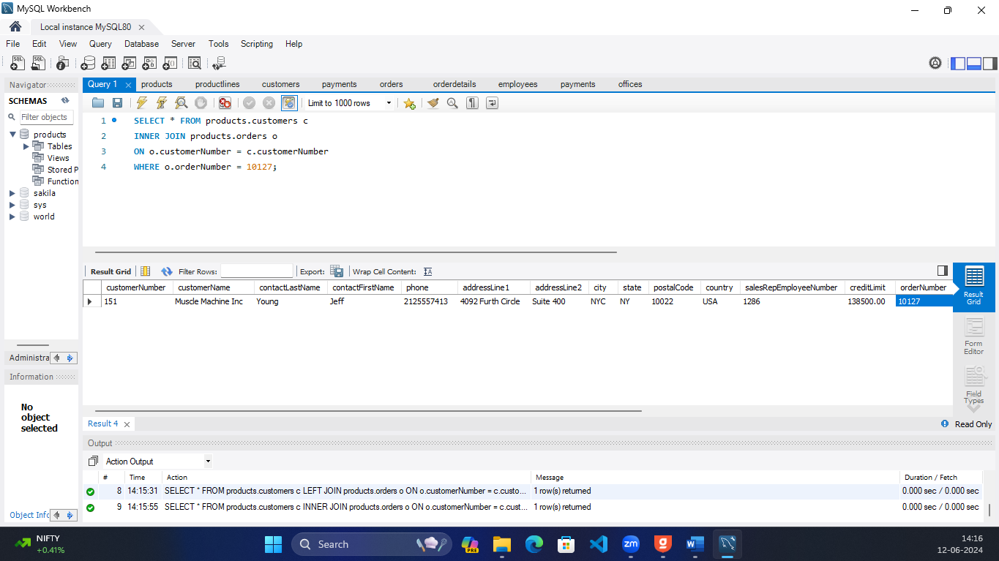 MySQL Workbench
Local instance MySQL80
File Edit View Query Database Server Tools Scripting Help
Navigator
Query 1 products productlines customers payments orders orderdetails employees payments offices
SCHEMAS
Limit to 1000 rows
Filter objects
products
Tables
Views
Stored P
Function
sakila
sys
world
1 SELECT * FROM products.customers c
2 INNER JOIN products.orders o
3 ON o.customerNumber = c.customerNumber
4 WHERE o.orderNumber = 10127;
Result Grid Filter Rows: Export: Wrap Cell Content:
customerNumber customerName contactLastName contactFirstName phone addressLine1 addressLine2 city state postalCode country salesRepEmployeeNumber creditLimit orderNumber
151 Muscle Machine Inc Young Jeff 2125557413 4092 Furth Circle Suite 400 NYC NY 10022 USA 1286 138500.00 10127
Result
Grid
Form
Editor
Field
Types
Administra
Information
No
object
selected
Object Info
Result 4
Read Only
Output
Action Output
# Time Action Message Duration / Fetch
8 14:15:31 SELECT * FROM products.customers c LEFT JOIN products.orders o ON o.customerNumber = c.custo... 1 row(s) returned 0.000 sec / 0.000 sec
9 14:15:55 SELECT * FROM products.customers c INNER JOIN products.orders o ON o.customerNumber = c.cust... 1 row(s) returned 0.000 sec / 0.000 sec
NIFTY
+0.41%
Search
PRE
zm
14:16
12-06-2024